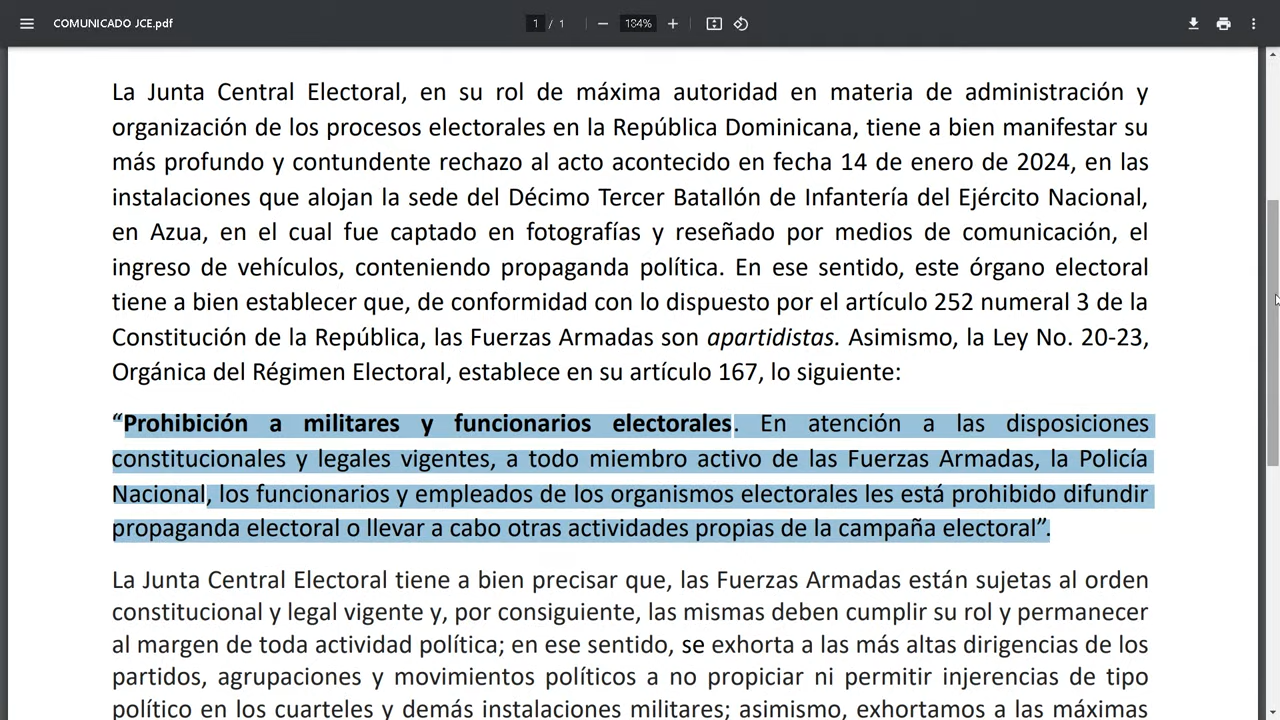 COMUNICADO JCE.pdf
1 / 1
184%
La Junta Central Electoral, en su rol de máxima autoridad en materia de administración y
organización de los procesos electorales en la República Dominicana, tiene a bien manifestar su
más profundo y contundente rechazo al acto acontecido en fecha 14 de enero de 2024, en las
instalaciones que alojan la sede del Décimo Tercer Batallón de Infantería del Ejército Nacional,
en Azua, en el cual fue captado en fotografías y reseñado por medios de comunicación, el
ingreso de vehículos, conteniendo propaganda política. En ese sentido, este órgano electoral
tiene a bien establecer que, de conformidad con lo dispuesto por el artículo 252 numeral 3 de la
Constitución de la República, las Fuerzas Armadas son apartidistas. Asimismo, la Ley No. 20-23,
Orgánica del Régimen Electoral, establece en su artículo 167, lo siguiente:
“Prohibición a militares y funcionarios electorales. En atención a las disposiciones
constitucionales y legales vigentes, a todo miembro activo de las Fuerzas Armadas, la Policía
Nacional, los funcionarios y empleados de los organismos electorales les está prohibido difundir
propaganda electoral o llevar a cabo otras actividades propias de la campaña electoral”.
La Junta Central Electoral tiene a bien precisar que, las Fuerzas Armadas están sujetas al orden
constitucional y legal vigente y, por consiguiente, las mismas deben cumplir su rol y permanecer
al margen de toda actividad política; en ese sentido, se exhorta a las más altas dirigencias de los
partidos, agrupaciones y movimientos políticos a no propiciar ni permitir injerencias de tipo
político en los cuarteles y demás instalaciones militares; asimismo, exhortamos a las máximas